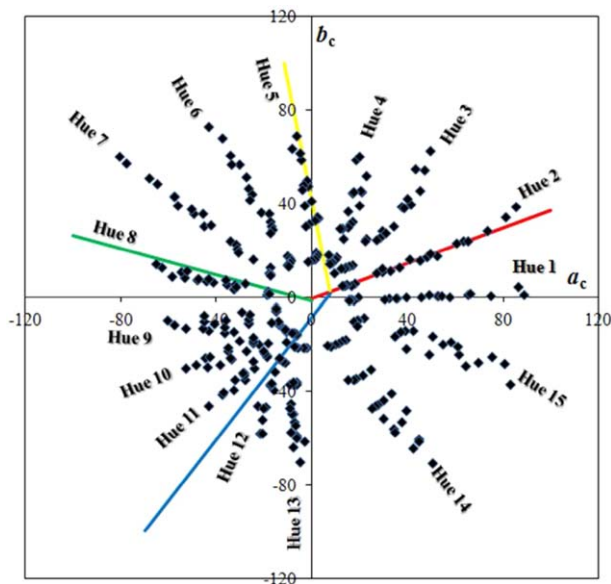 120
b_c
80
40
0
-40
-80
-120
-120
-80
-40
0
40
80
120
a_c
Hue 1
Hue 2
Hue 3
Hue 4
Hue 5
Hue 6
Hue 7
Hue 8
Hue 9
Hue 10
Hue 11
Hue 12
Hue 13
Hue 14
Hue 15